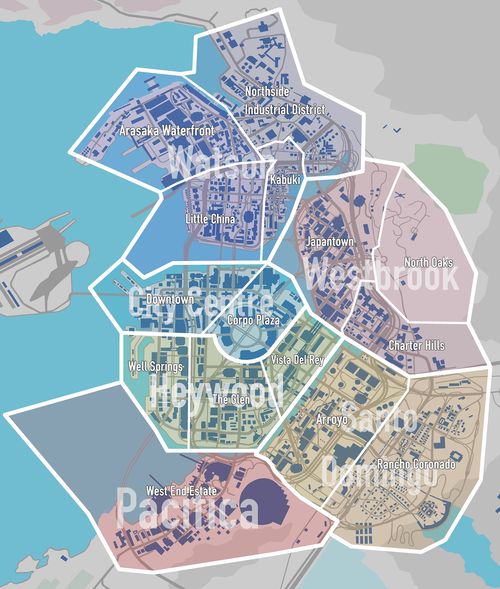 Northside
Industrial District
Arasaka Waterfront
Watson
Kabuki
Little China
Japantown
North Oaks
Westbrook
Downtown
City Centre
Corpo Plaza
Charter Hills
Well Springs
Vista Del Rey
Heywood
The Glen
Arroyo
Santo
Domingo
Rancho Coronado
West End Estate
Pacifica